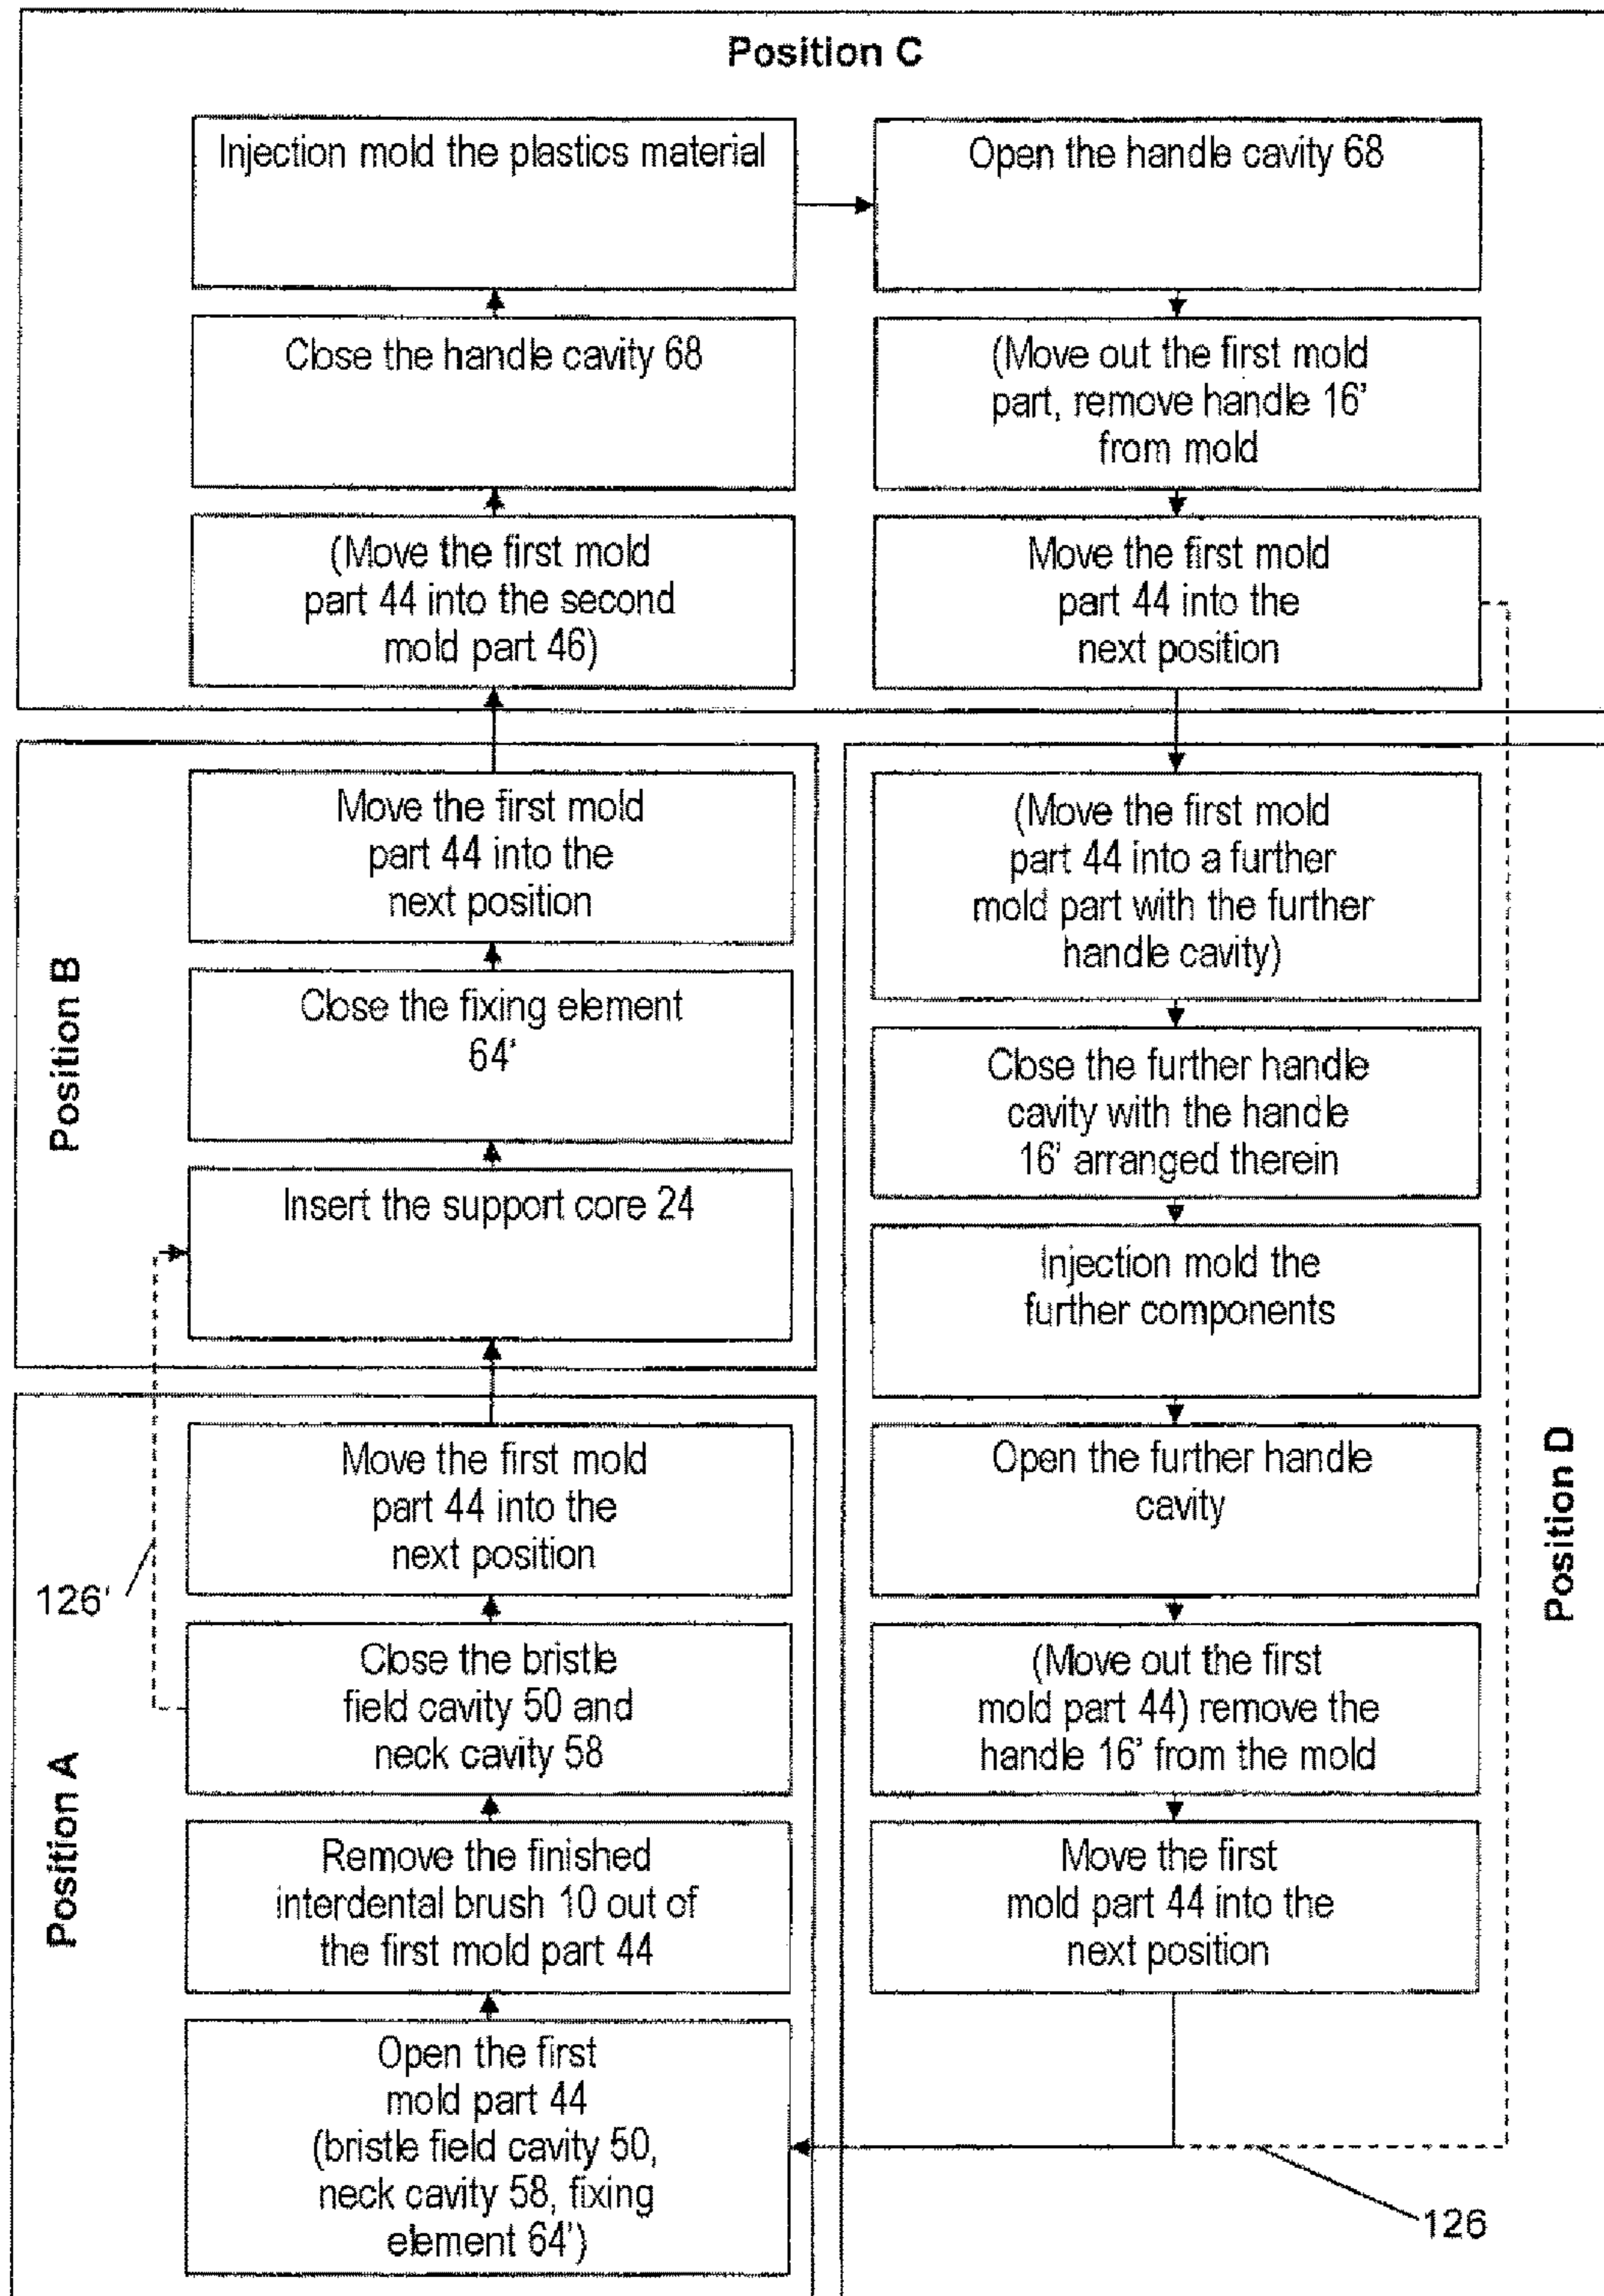 Position C
Injection mold the plastics material
Open the handle cavity 68
Close the handle cavity 68
(Move out the first mold
part, remove handle 16'
from mold
(Move the first mold
part 44 into the second
mold part 46)
Move the first mold
part 44 into the
next position
Position B
Move the first mold
part 44 into the
next position
Close the fixing element
64'
Insert the support core 24
Position D
(Move the first mold
part 44 into a further
mold part with the further
handle cavity)
Close the further handle
cavity with the handle
16' arranged therein
Injection mold the
further components
Open the further handle
cavity
(Move out the first
mold part 44) remove the
handle 16' from the mold
Move the first
mold part 44 into the
next position
Position A
Move the first mold
part 44 into the
next position
126'
Close the bristle
field cavity 50 and
neck cavity 58
Remove the finished
interdental brush 10 out of
the first mold part 44
Open the first
mold part 44
(bristle field cavity 50,
neck cavity 58, fixing
element 64')
126